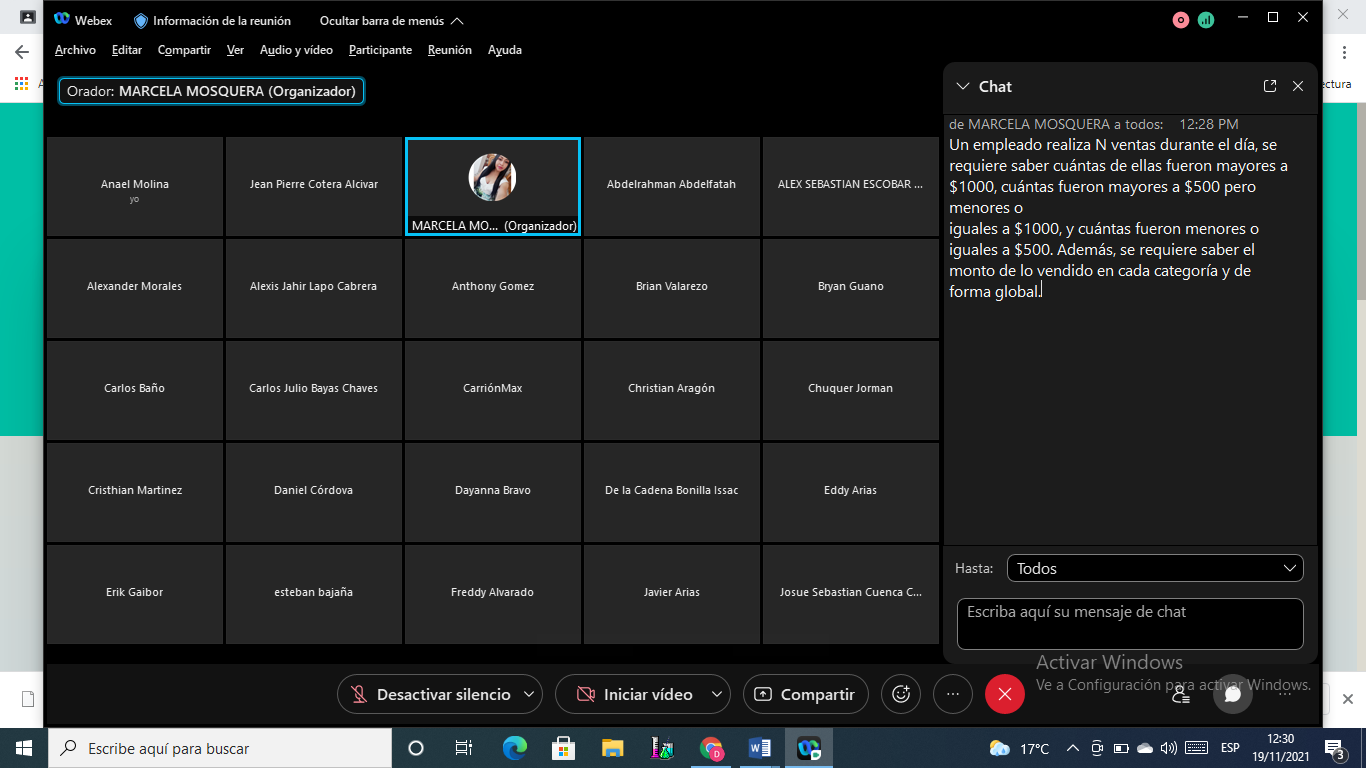 Webex
Información de la reunión
Ocultar barra de menús
Archivo Editar Compartir Ver Audio y vídeo Participante Reunión Ayuda
Orador: MARCELA MOSQUERA (Organizador)
Anael Molina
yo
Jean Pierre Cotera Alcivar
MARCELA MO... (Organizador)
Abdelrahman Abdelfatah
ALEX SEBASTIAN ESCOBAR ...
Alexander Morales
Alexis Jahir Lapo Cabrera
Anthony Gomez
Brian Valarezo
Bryan Guano
Carlos Baño
Carlos Julio Bayas Chaves
CarriónMax
Christian Aragón
Chuquer Jorman
Cristhian Martinez
Daniel Córdova
Dayanna Bravo
De la Cadena Bonilla Issac
Eddy Arias
Erik Gaibor
esteban bajaña
Freddy Alvarado
Javier Arias
Josue Sebastian Cuenca C...
Chat
de MARCELA MOSQUERA a todos: 12:28 PM
Un empleado realiza N ventas durante el día, se
requiere saber cuántas de ellas fueron mayores a
$1000, cuántas fueron mayores a $500 pero
menores o
iguales a $1000, y cuántas fueron menores o
iguales a $500. Además, se requiere saber el
monto de lo vendido en cada categoría y de
forma global.
Hasta: Todos
Escriba aquí su mensaje de chat
Activar Windows
Ve a Configuración para activar Windows.
Desactivar silencio
Iniciar vídeo
Compartir
ectura
Escribe aquí para buscar
17°C
ESP
12:30
19/11/2021
3